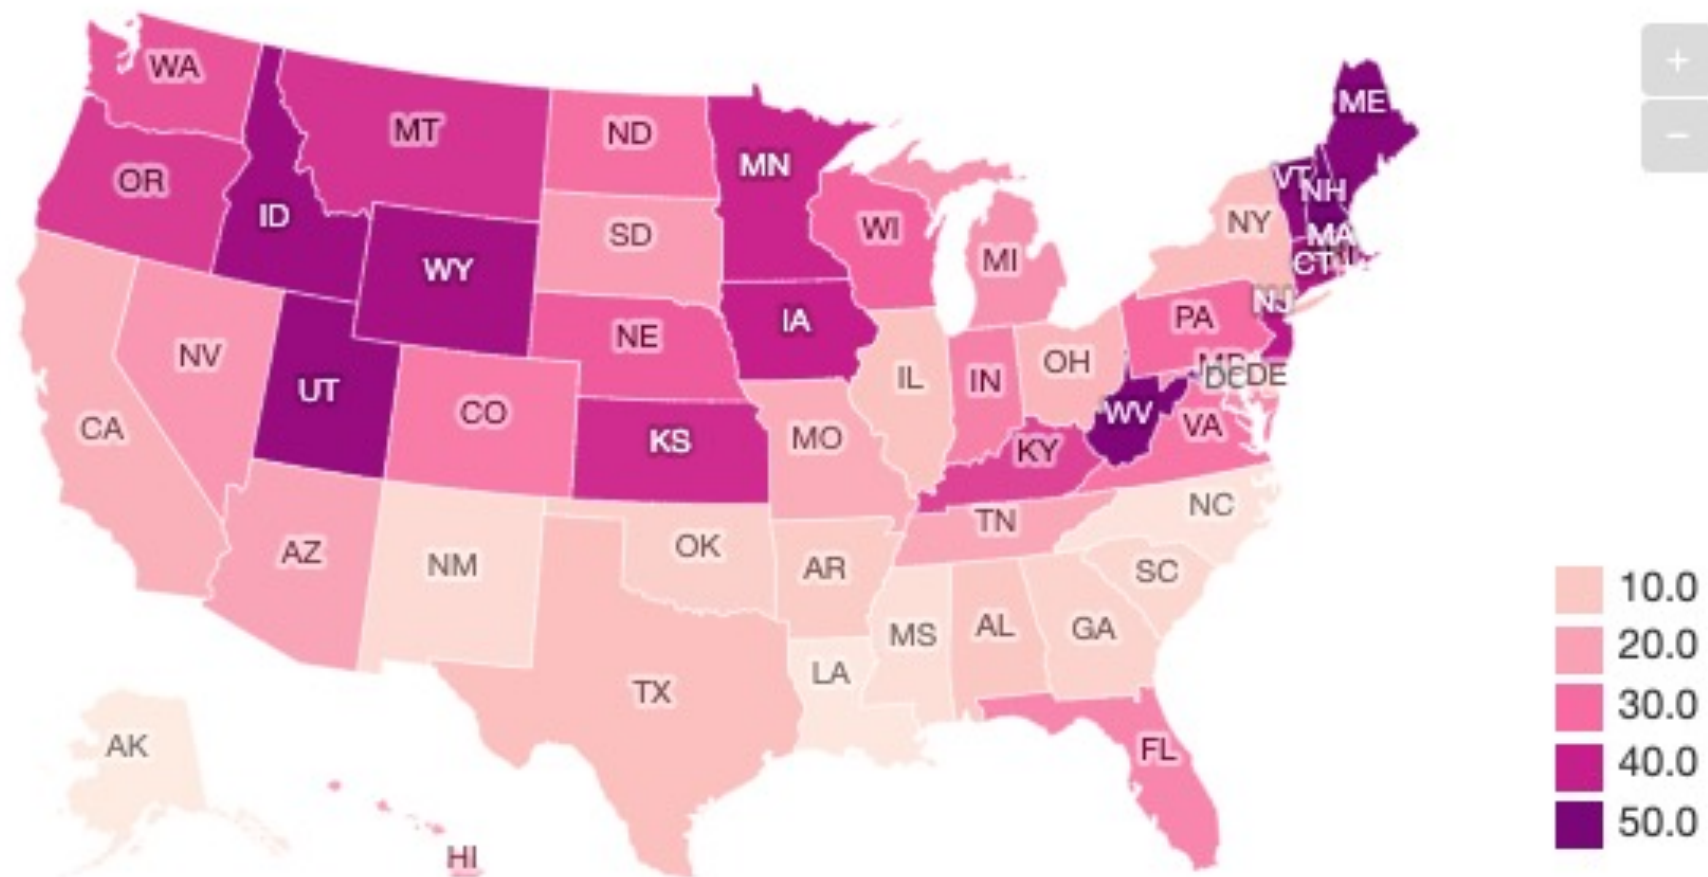 +
−
WA
MT
ND
MN
ME
OR
ID
SD
WI
MI
NY
VT
NH
MA
CT
RI
WY
NE
IA
PA
NJ
NV
UT
CO
KS
IL
IN
OH
MD
DC
DE
CA
MO
KY
WV
VA
AZ
NM
OK
AR
TN
NC
SC
TX
LA
MS
AL
GA
AK
HI
FL
10.0
20.0
30.0
40.0
50.0